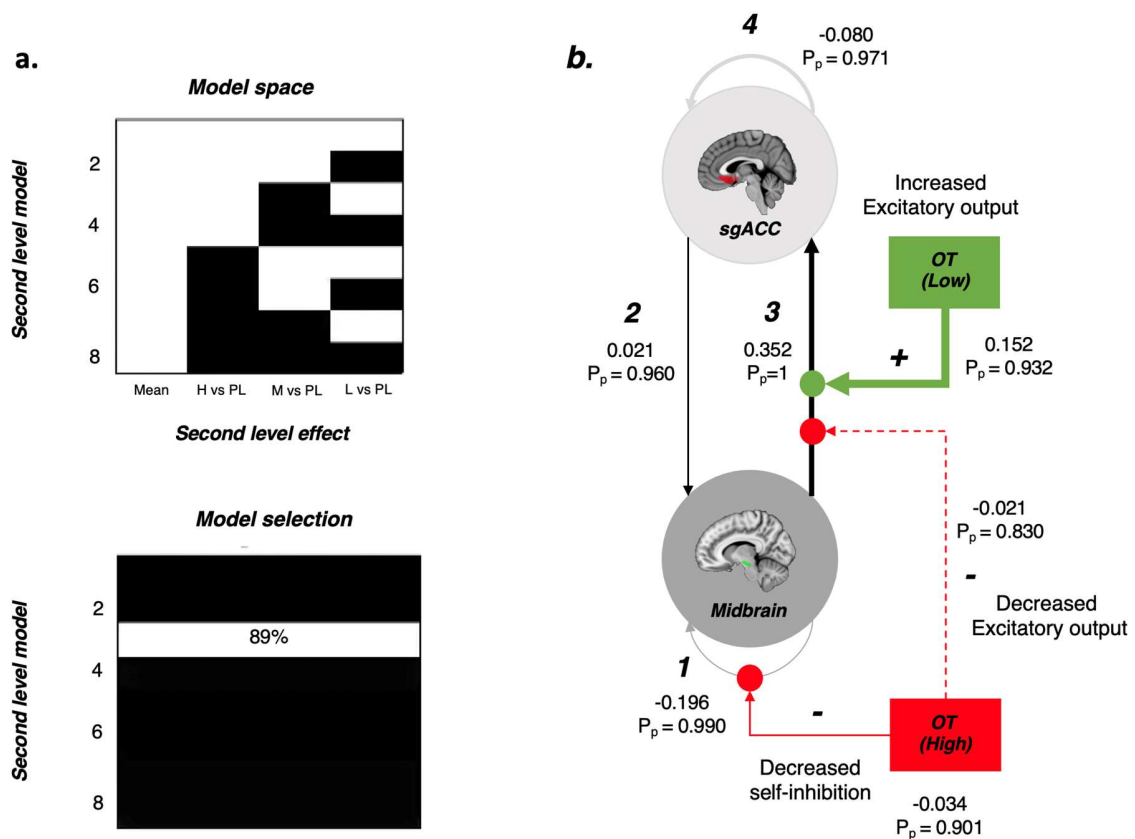 a.
Model space
Second level model
2
4
6
8
Mean
H vs PL
M vs PL
L vs PL
Second level effect
Model selection
Second level model
2
89%
4
6
8
b.
4
-0.080
Pp = 0.971
sgACC
Increased
Excitatory output
OT
(Low)
2
0.021
Pp = 0.960
3
0.352
Pp=1
+
0.152
Pp = 0.932
Midbrain
-0.021
Pp = 0.830
-
Decreased
Excitatory output
1
-0.196
Pp = 0.990
-
Decreased
self-inhibition
OT
(High)
-0.034
Pp = 0.901